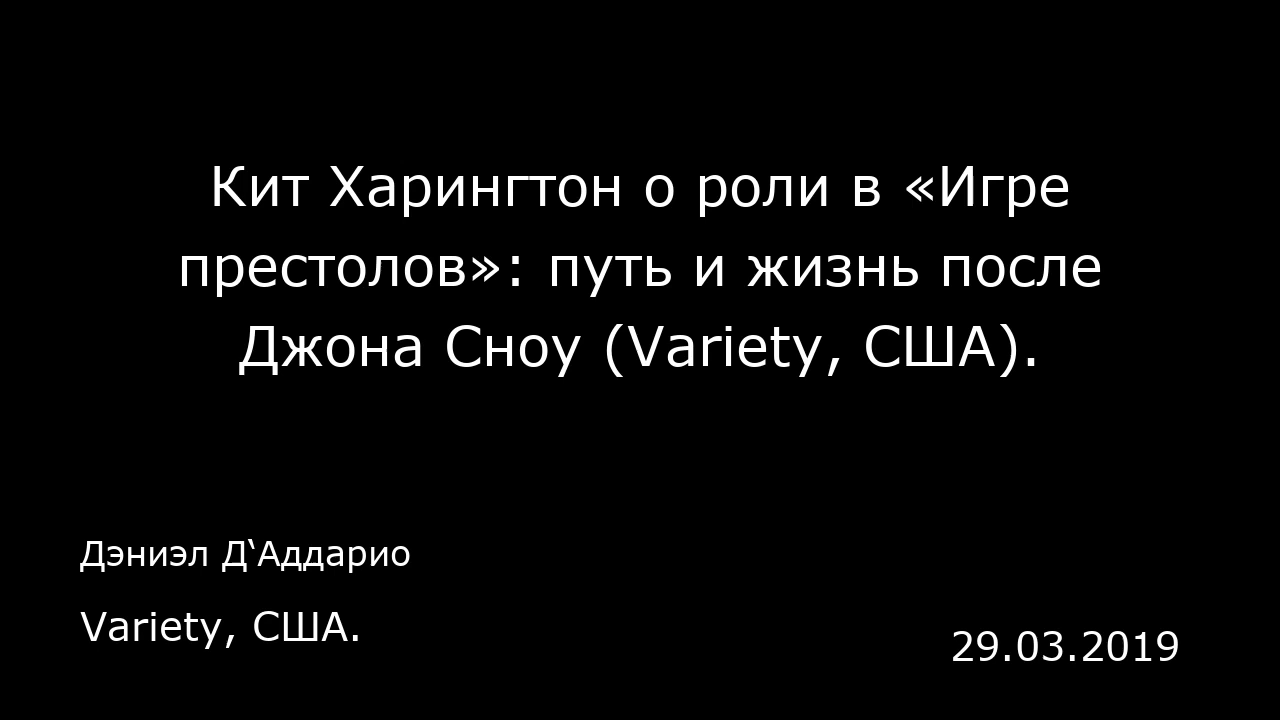 Кит Харингтон о роли в «Игре
престолов»: путь и жизнь после
Джона Сноу (Variety, США).
Дэниэл Д‛Аддарио
Variety, США.
29.03.2019